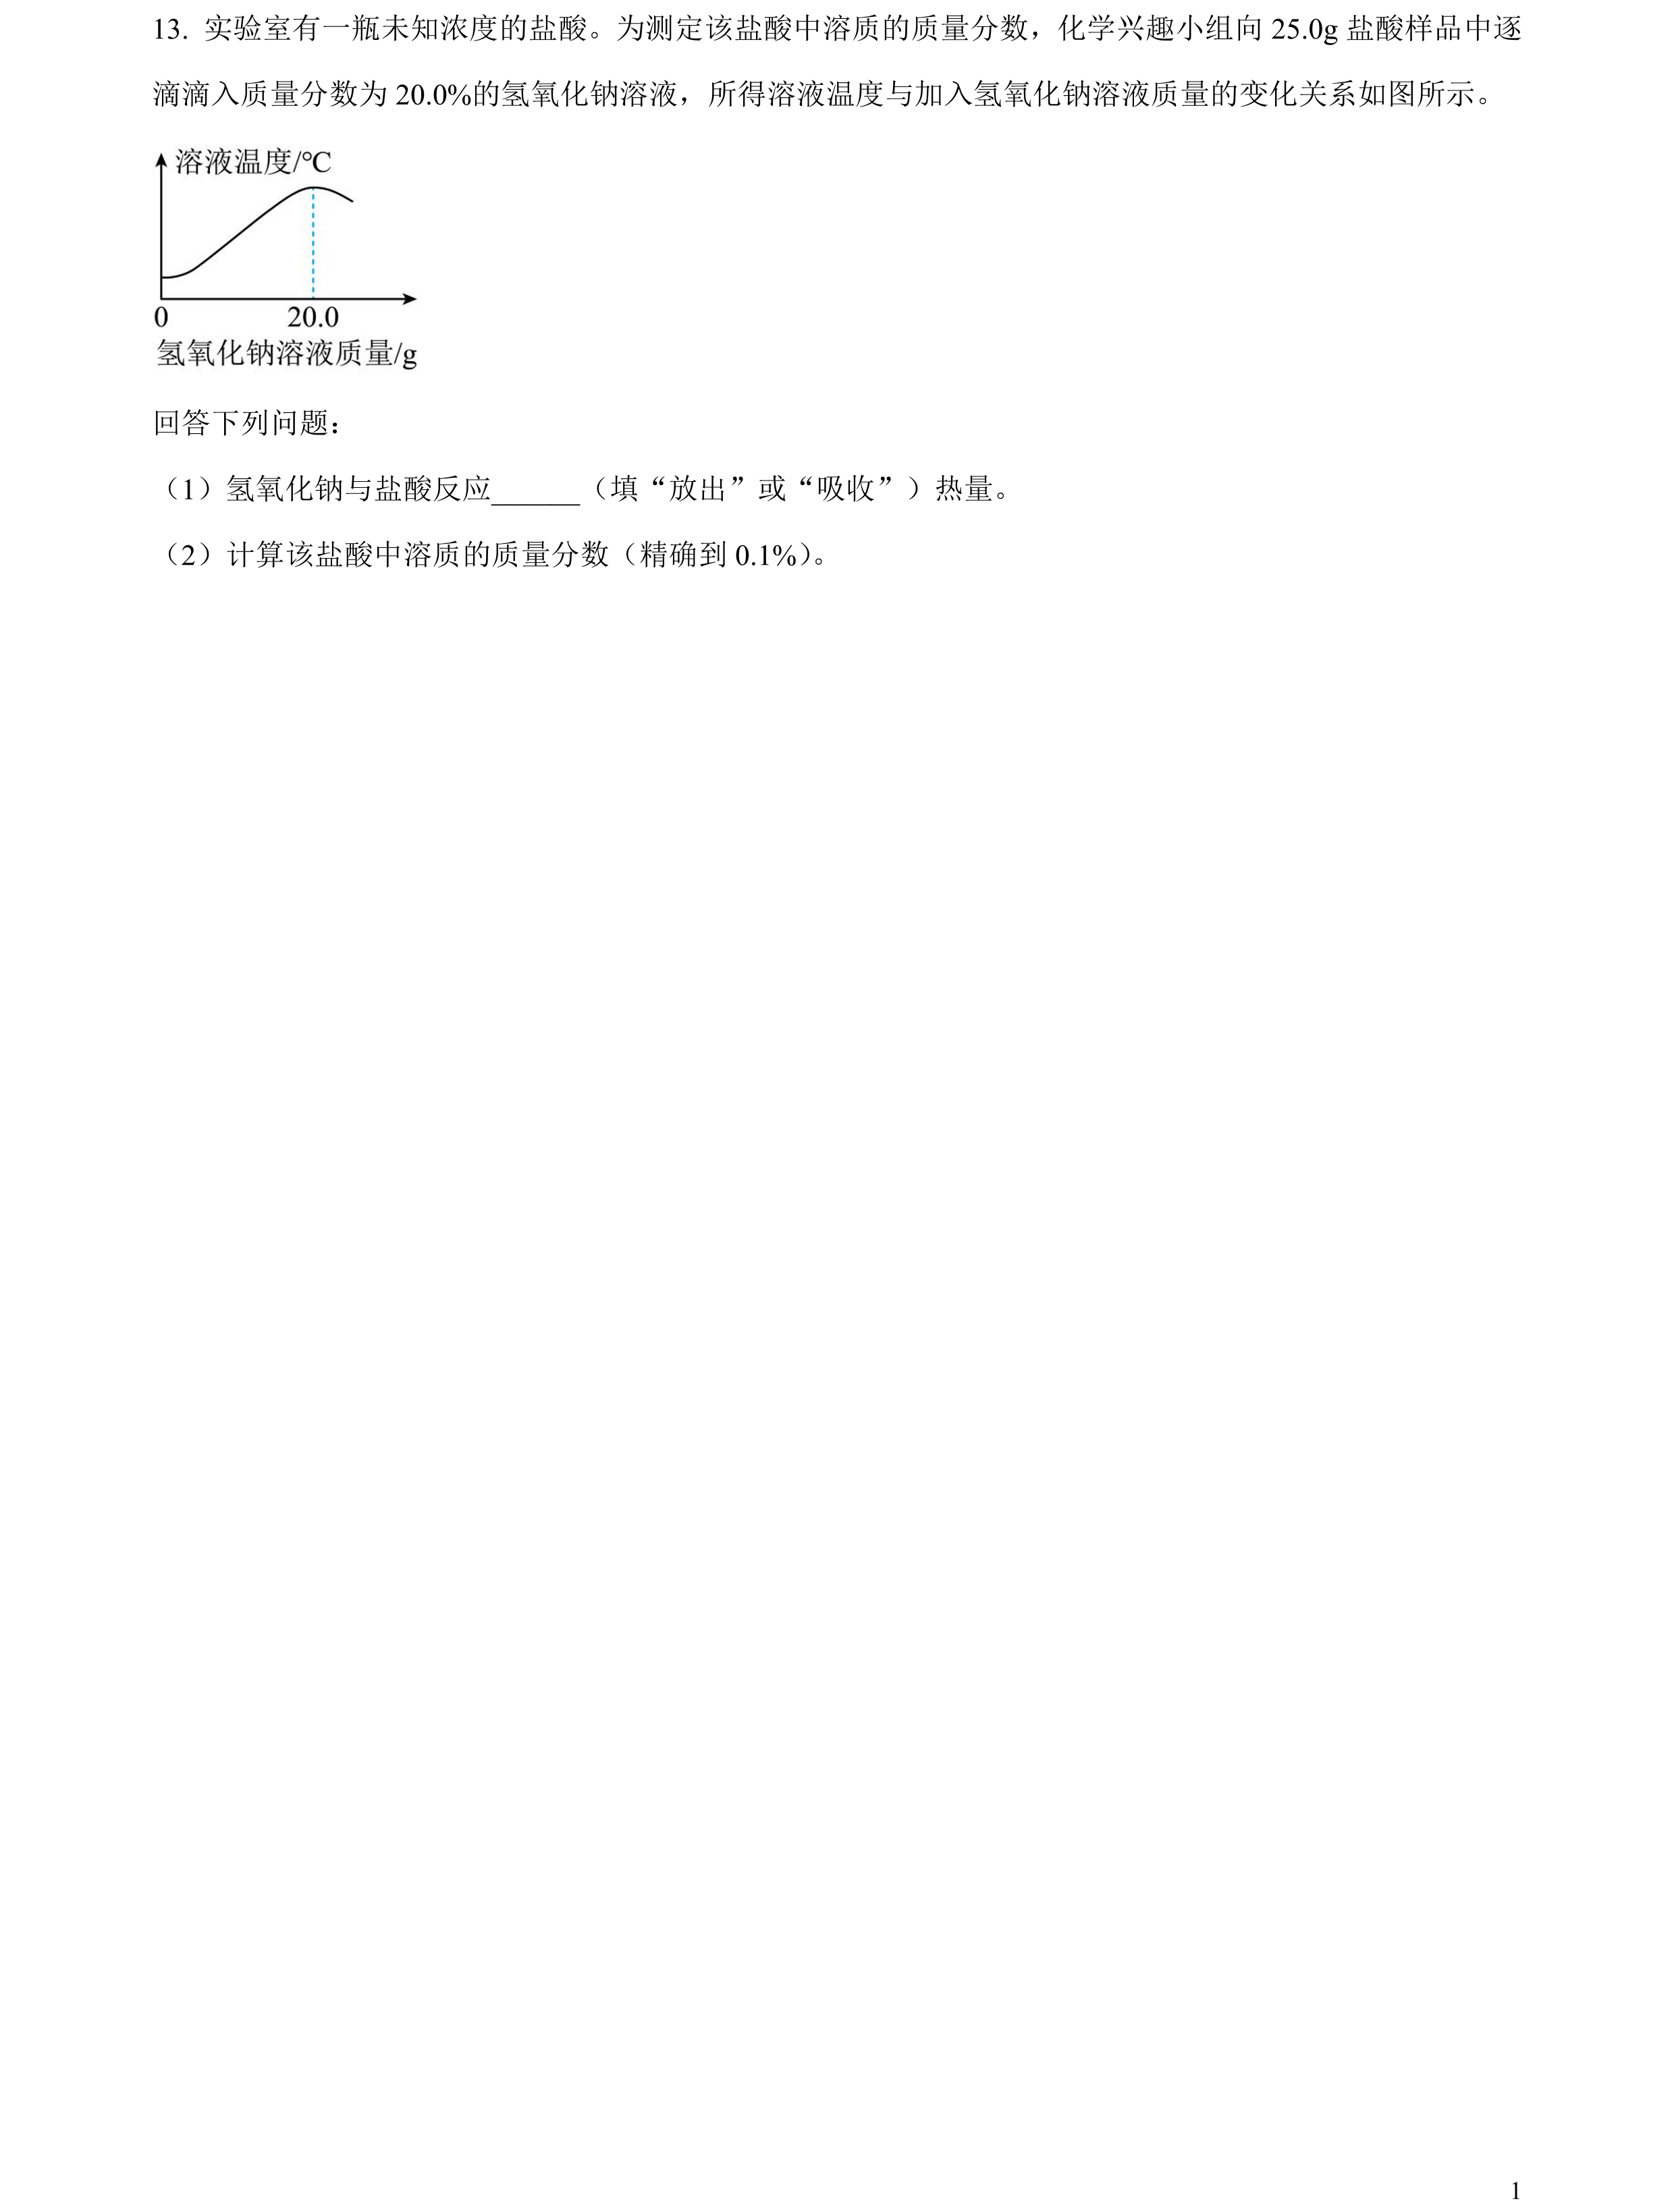 13. 实验室有一瓶未知浓度的盐酸。为测定该盐酸中溶质的质量分数，化学兴趣小组向 25.0g 盐酸样品中逐
滴滴入质量分数为 20.0%的氢氧化钠溶液，所得溶液温度与加入氢氧化钠溶液质量的变化关系如图所示。
溶液温度/℃
0 20.0
氢氧化钠溶液质量/g
回答下列问题：
（1）氢氧化钠与盐酸反应______（填“放出”或“吸收”）热量。
（2）计算该盐酸中溶质的质量分数（精确到 0.1%）。
1